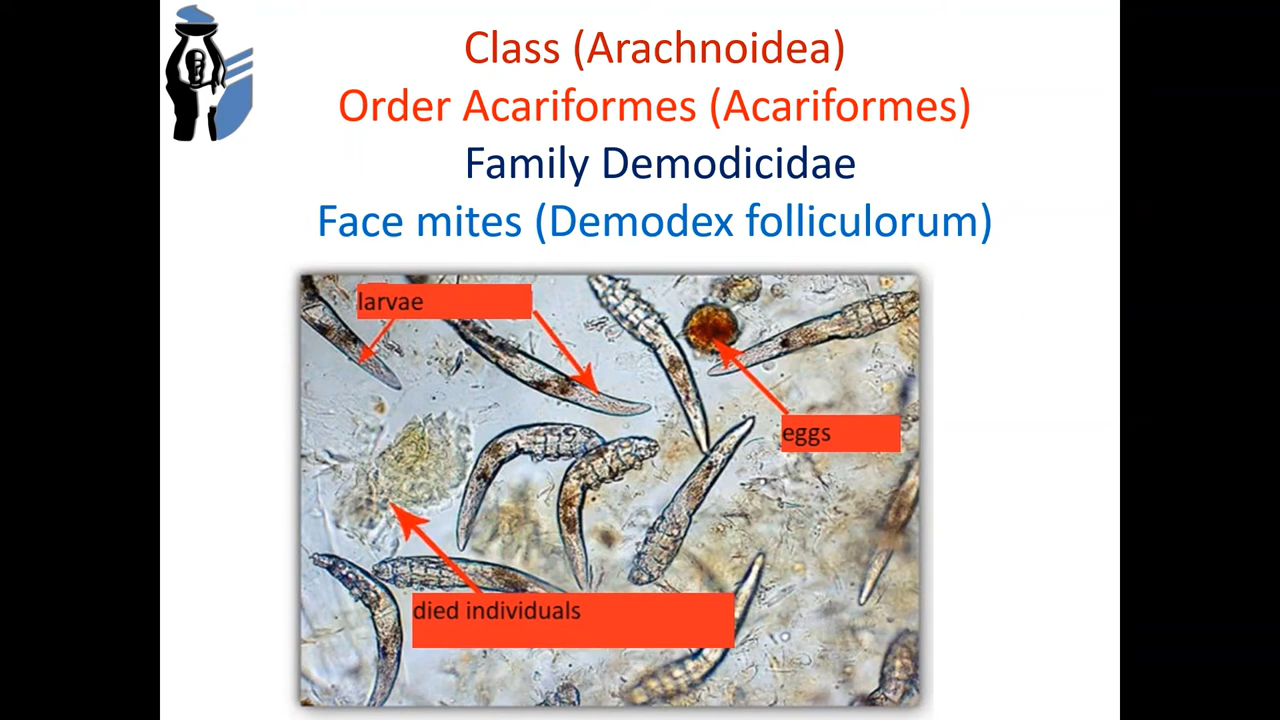 Class (Arachnoidea)
Order Acariformes (Acariformes)
Family Demodicidae
Face mites (Demodex folliculorum)
larvae
eggs
died individuals